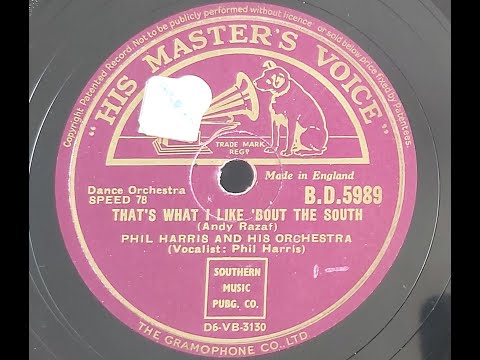 Copyright Patented Record. Not to be publicly performed without licence or sold below price fixed by Patentees.
"HIS MASTER'S VOICE"
TRADE MARK
REGD
Made in England
Dance Orchestra
SPEED 78
B.D.5989
THAT'S WHAT I LIKE 'BOUT THE SOUTH
(Andy Razaf)
PHIL HARRIS AND HIS ORCHESTRA
(Vocalist: Phil Harris)
SOUTHERN
MUSIC
PUBG. CO.
D6-VB-3130
THE GRAMOPHONE CO., LTD.